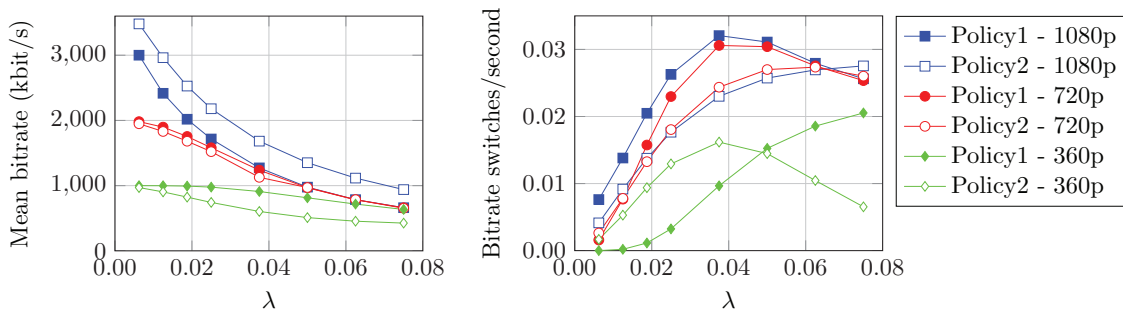 Mean bitrate (kbit/s)
3,000
2,000
1,000
0
0.00 0.02 0.04 0.06 0.08
λ
Bitrate switches/second
0.03
0.02
0.01
0.00
0.00 0.02 0.04 0.06 0.08
λ
Policy1 - 1080p
Policy2 - 1080p
Policy1 - 720p
Policy2 - 720p
Policy1 - 360p
Policy2 - 360p